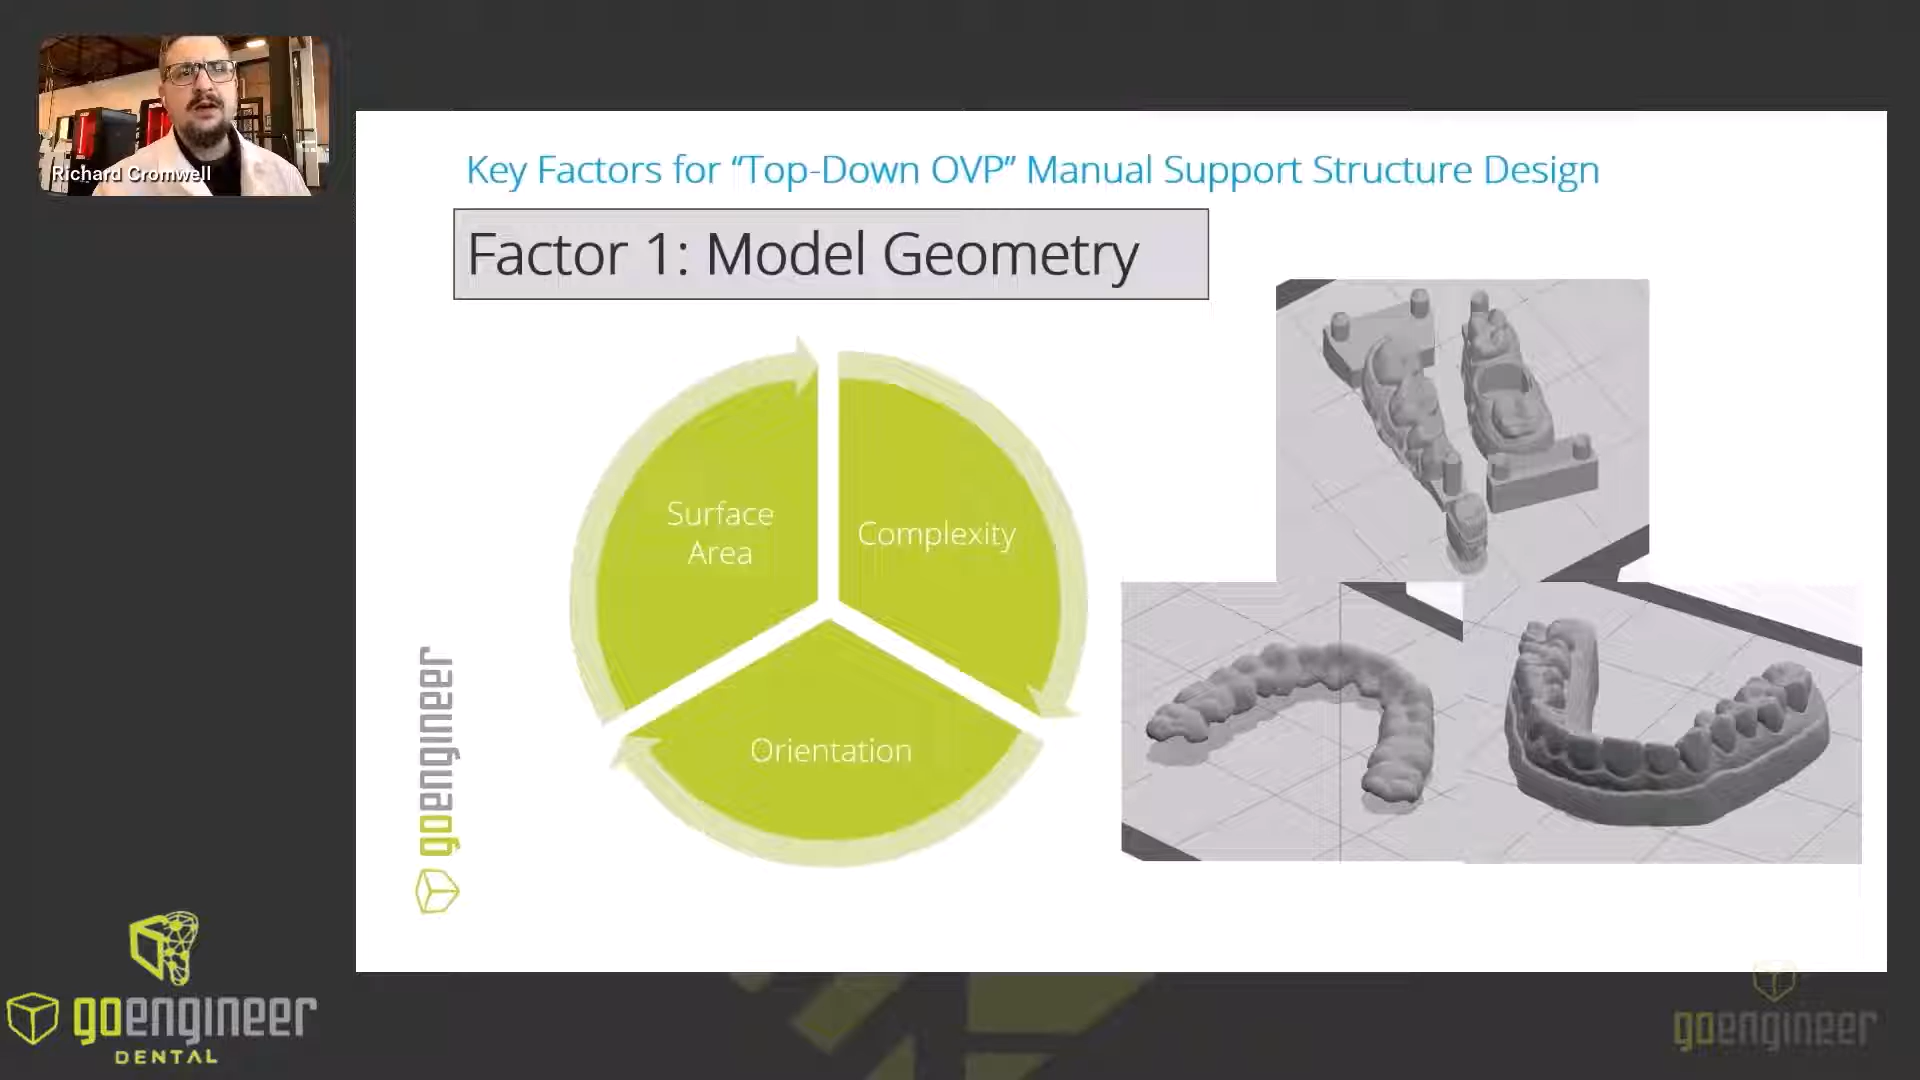 Richard Cromwell
Key Factors for “Top-Down OVP” Manual Support Structure Design
Factor 1: Model Geometry
Surface
Area
Complexity
Orientation
goengineer
goengineer
DENTAL
goengineer